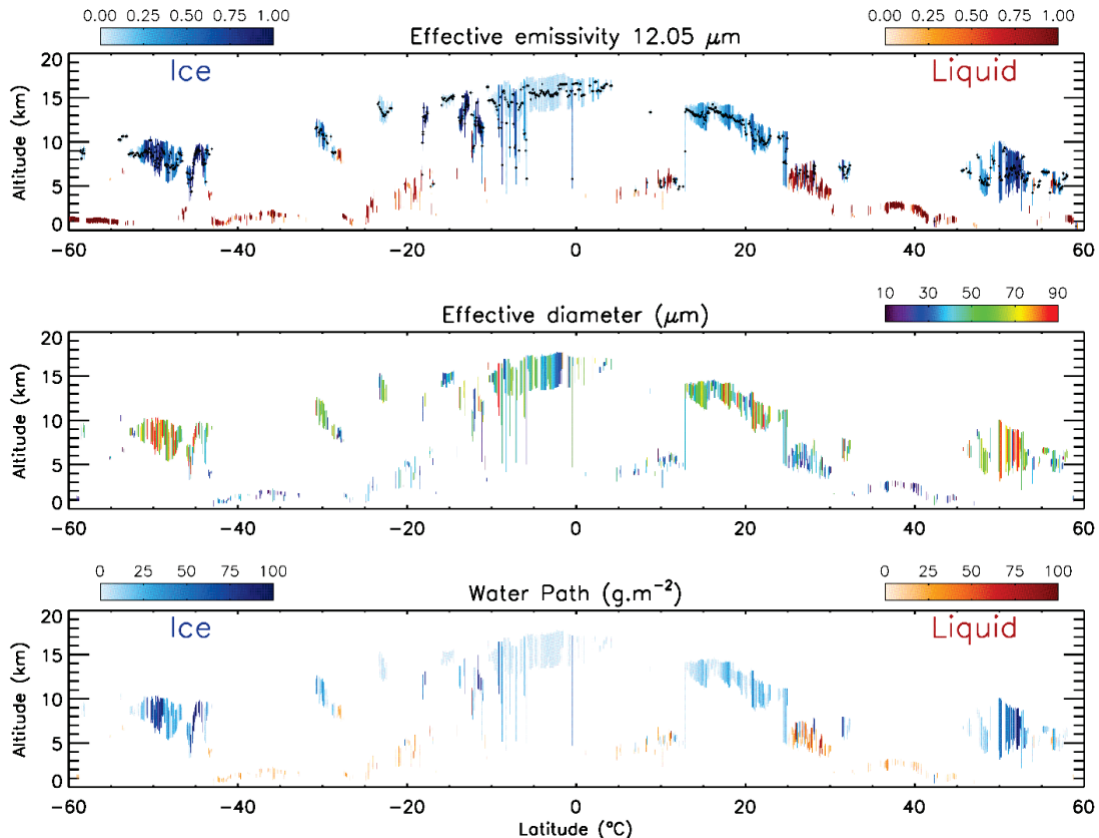 0.00 0.25 0.50 0.75 1.00
0.00 0.25 0.50 0.75 1.00
Effective emissivity 12.05 μm
Ice
Liquid
Altitude (km)
20
15
10
5
0
−60 −40 −20 0 20 40 60
Effective diameter (μm)
10 30 50 70 90
Altitude (km)
20
15
10
5
0
−60 −40 −20 0 20 40 60
0 25 50 75 100
0 25 50 75 100
Water Path (g.m⁻²)
Ice
Liquid
Altitude (km)
20
15
10
5
0
−60 −40 −20 0 20 40 60
Latitude (°C)